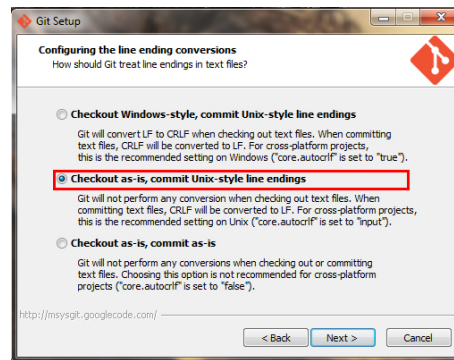 Git Setup
Configuring the line ending conversions
How should Git treat line endings in text files?
Checkout Windows-style, commit Unix-style line endings
Git will convert LF to CRLF when checking out text files. When committing
text files, CRLF will be converted to LF. For cross-platform projects,
this is the recommended setting on Windows ("core.autocrlf" is set to "true").
Checkout as-is, commit Unix-style line endings
Git will not perform any conversion when checking out text files. When
committing text files, CRLF will be converted to LF. For cross-platform projects,
this is the recommended setting on Unix ("core.autocrlf" is set to "input").
Checkout as-is, commit as-is
Git will not perform any conversions when checking out or committing
text files. Choosing this option is not recommended for cross-platform
projects ("core.autocrlf" is set to "false").
http://msysgit.googlecode.com/
< Back Next > Cancel